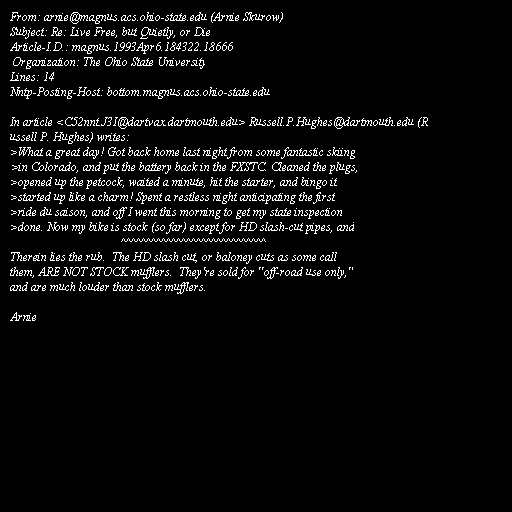 From: arnie@magnus.acs.ohio-state.edu (Arnie Skurow)
Subject: Re: Live Free, but Quietly, or Die
Article-I.D.: magnus.1993Apr6.184322.18666
Organization: The Ohio State University
Lines: 14
Nntp-Posting-Host: bottom.magnus.acs.ohio-state.edu

In article <C52nnt.J3I@dartvax.dartmouth.edu> Russell.P.Hughes@dartmouth.edu (R
ussell P. Hughes) writes:
>What a great day! Got back home last night from some fantastic skiing
>in Colorado, and put the battery back in the FXSTC. Cleaned the plugs,
>opened up the petcock, waited a minute, hit the starter, and bingo it
>started up like a charm! Spent a restless night anticipating the first
>ride du saison, and off I went this morning to get my state inspection
>done. Now my bike is stock (so far) except for HD slash-cut pipes, and
^^^^^^^^^^^^^^^^^^^^^^^^^^^^^
Therein lies the rub.  The HD slash cut, or baloney cuts as some call
them, ARE NOT STOCK mufflers.  They're sold for "off-road use only,"
and are much louder than stock mufflers.

Arnie